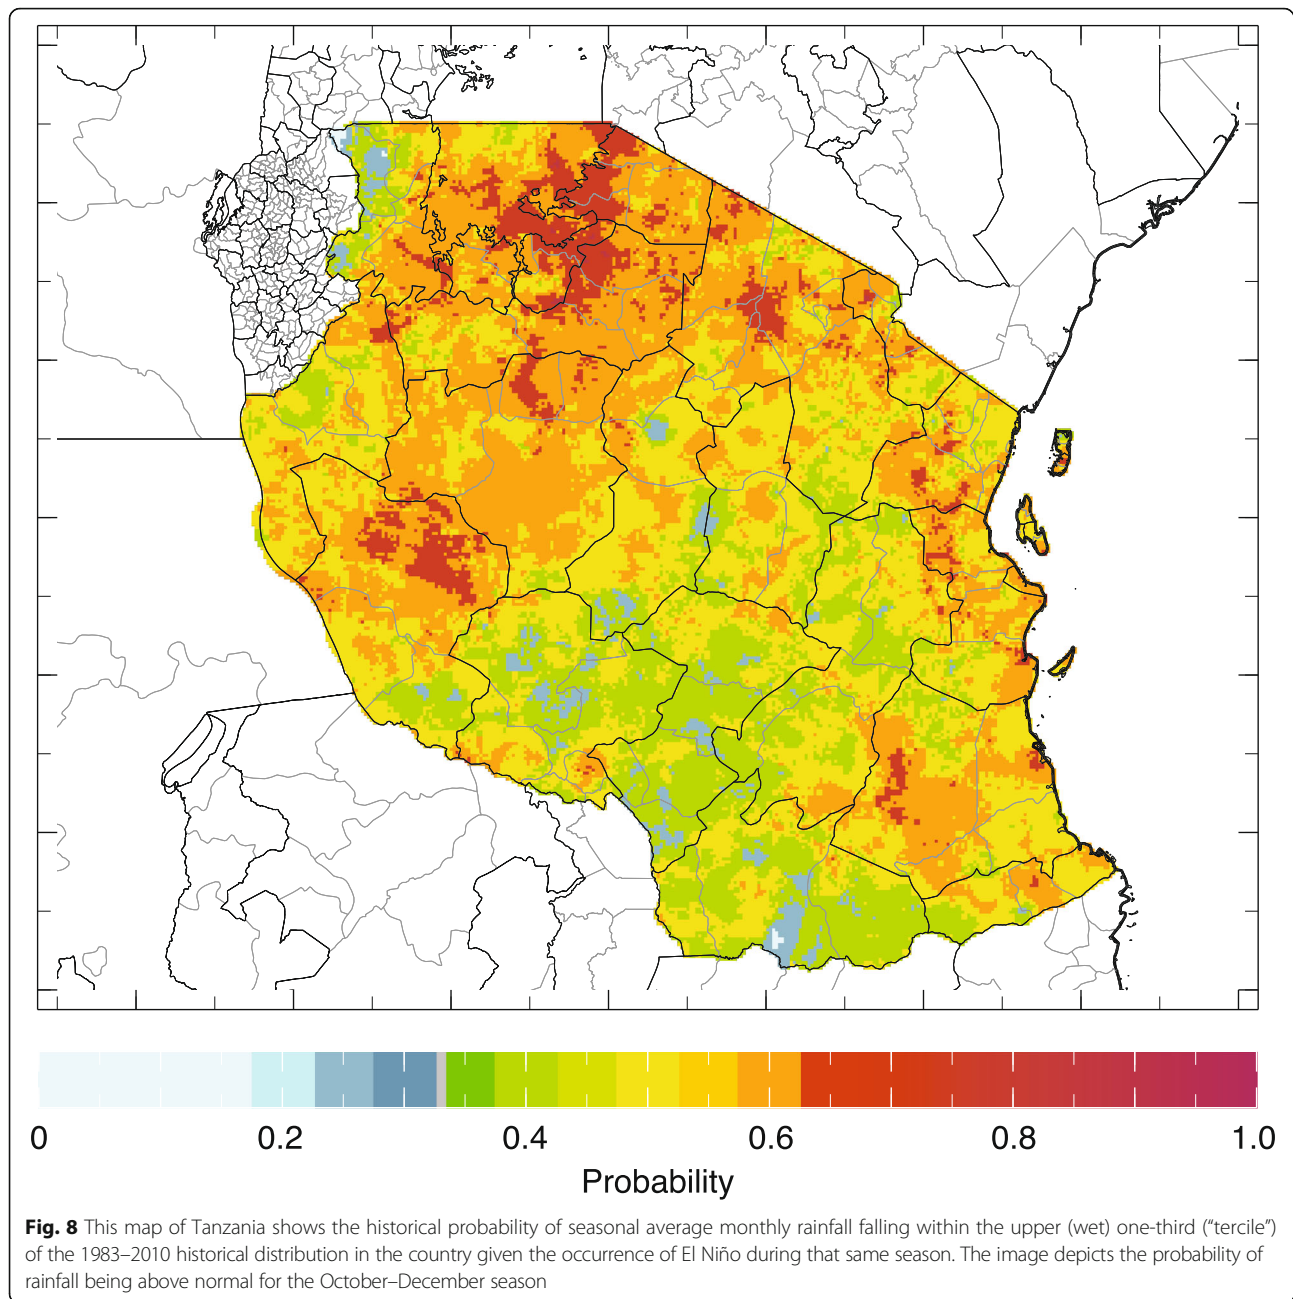 0 0.2 0.4 0.6 0.8 1.0
Probability
Fig. 8 This map of Tanzania shows the historical probability of seasonal average monthly rainfall falling within the upper (wet) one-third (“tercile”)
of the 1983–2010 historical distribution in the country given the occurrence of El Niño during that same season. The image depicts the probability of
rainfall being above normal for the October–December season